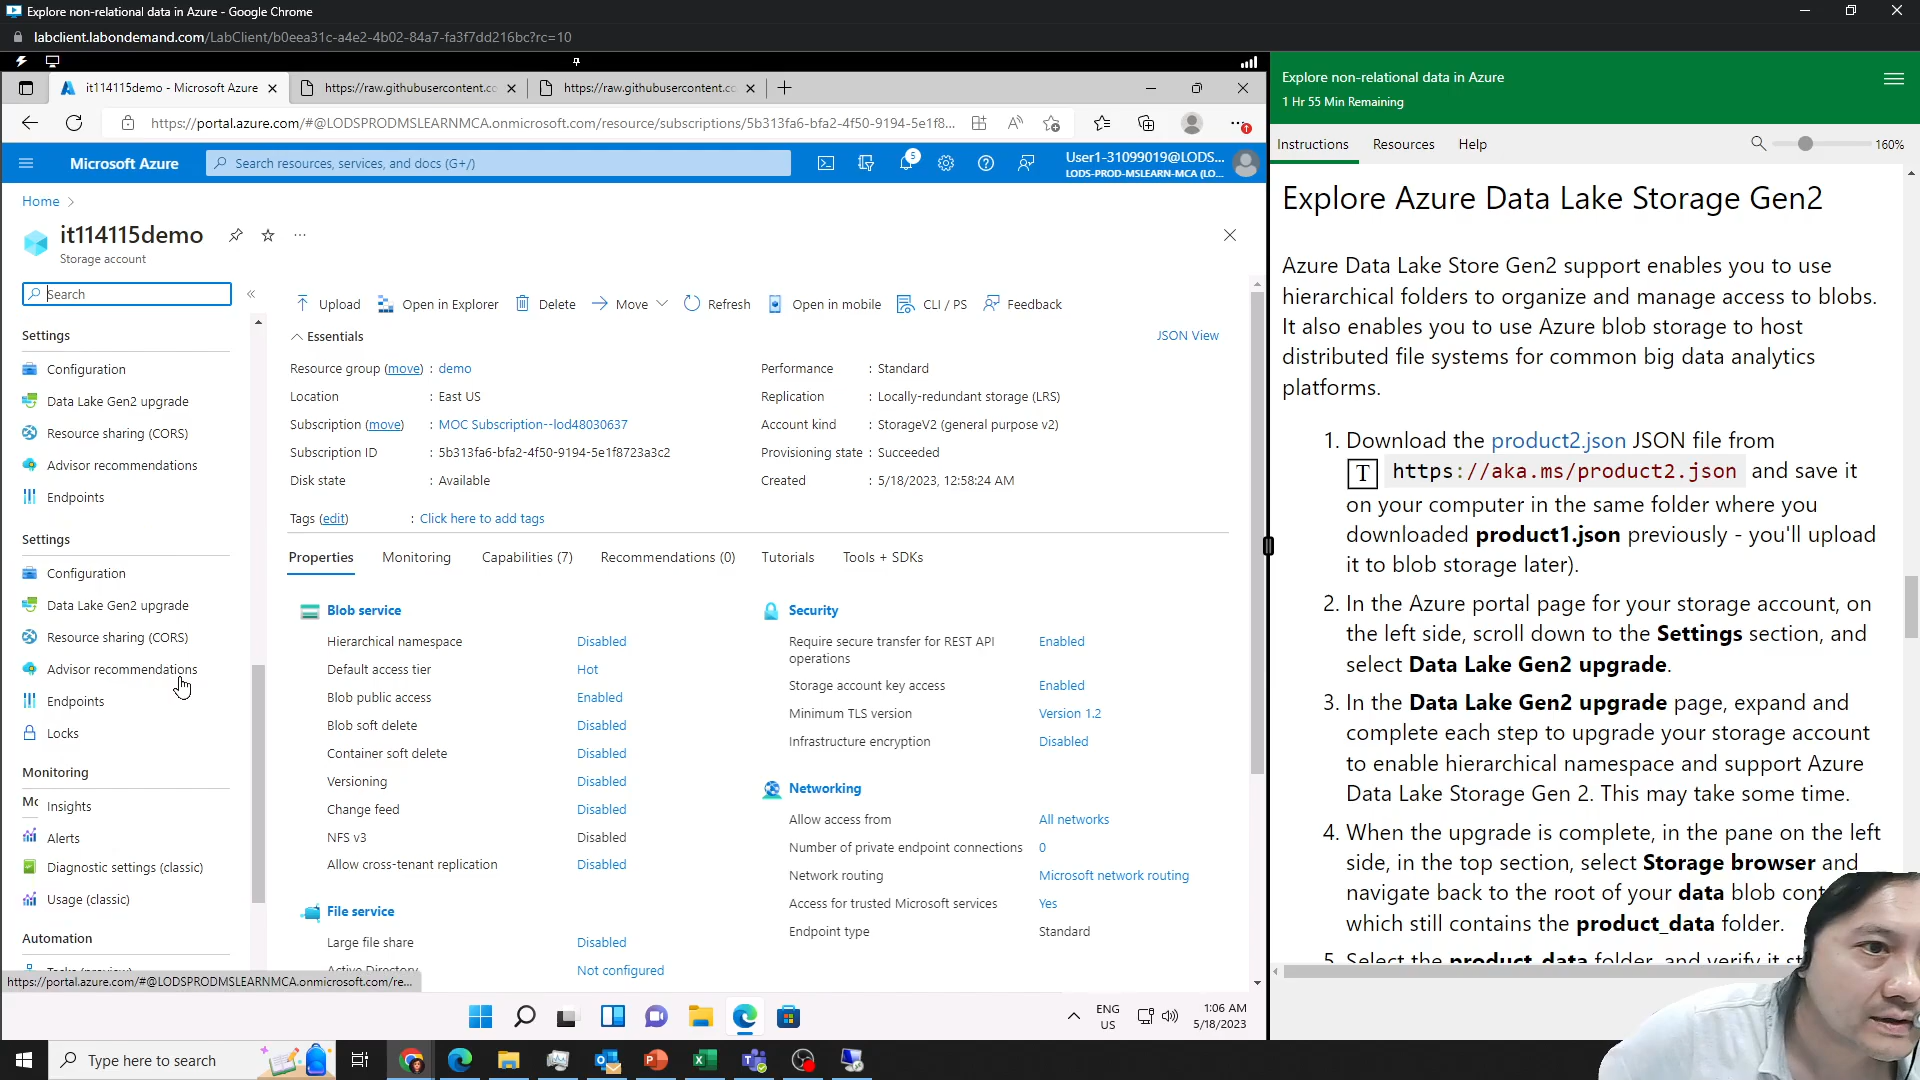 Explore non-relational data in Azure - Google Chrome
labclient.labondemand.com/LabClient/b0eea31c-a4e2-4b02-84a7-fa3f7dd216bc?rc=10
it114115demo - Microsoft Azure
https://raw.githubusercontent.cc
https://raw.githubusercontent.cc
https://portal.azure.com/#@LODSPRODMSLEARNMCA.onmicrosoft.com/resource/subscriptions/5b313fa6-bfa2-4f50-9194-5e1f8...
Microsoft Azure
Search resources, services, and docs (G+/)
5
User1-31099019@LODS...
LODS-PROD-MSLEARN-MCA (LO...
Home
it114115demo
Storage account
Search
Settings
Configuration
Data Lake Gen2 upgrade
Resource sharing (CORS)
Advisor recommendations
Endpoints
Settings
Configuration
Data Lake Gen2 upgrade
Resource sharing (CORS)
Advisor recommendations
Endpoints
Locks
Monitoring
Insights
Alerts
Diagnostic settings (classic)
Usage (classic)
Automation
https://portal.azure.com/#@LODSPRODMSLEARNMCA.onmicrosoft.com/re...
Upload
Open in Explorer
Delete
Move
Refresh
Open in mobile
CLI / PS
Feedback
Essentials
JSON View
Resource group (move) : demo
Location : East US
Subscription (move) : MOC Subscription--lod48030637
Subscription ID : 5b313fa6-bfa2-4f50-9194-5e1f8723a3c2
Disk state : Available
Performance : Standard
Replication : Locally-redundant storage (LRS)
Account kind : StorageV2 (general purpose v2)
Provisioning state : Succeeded
Created : 5/18/2023, 12:58:24 AM
Tags (edit) : Click here to add tags
Properties
Monitoring
Capabilities (7)
Recommendations (0)
Tutorials
Tools + SDKs
Blob service
Hierarchical namespace Disabled
Default access tier Hot
Blob public access Enabled
Blob soft delete Disabled
Container soft delete Disabled
Versioning Disabled
Change feed Disabled
NFS v3 Disabled
Allow cross-tenant replication Disabled
File service
Large file share Disabled
Active Directory Not configured
Security
Require secure transfer for REST API operations Enabled
Storage account key access Enabled
Minimum TLS version Version 1.2
Infrastructure encryption Disabled
Networking
Allow access from All networks
Number of private endpoint connections 0
Network routing Microsoft network routing
Access for trusted Microsoft services Yes
Endpoint type Standard
ENG
US
1:06 AM
5/18/2023
Type here to search
Explore non-relational data in Azure
1 Hr 55 Min Remaining
Instructions
Resources
Help
160%
Explore Azure Data Lake Storage Gen2
Azure Data Lake Store Gen2 support enables you to use
hierarchical folders to organize and manage access to blobs.
It also enables you to use Azure blob storage to host
distributed file systems for common big data analytics
platforms.
1. Download the product2.json JSON file from
T https://aka.ms/product2.json and save it
on your computer in the same folder where you
downloaded product1.json previously - you'll upload
it to blob storage later).
2. In the Azure portal page for your storage account, on
the left side, scroll down to the Settings section, and
select Data Lake Gen2 upgrade.
3. In the Data Lake Gen2 upgrade page, expand and
complete each step to upgrade your storage account
to enable hierarchical namespace and support Azure
Data Lake Storage Gen 2. This may take some time.
4. When the upgrade is complete, in the pane on the left
side, in the top section, select Storage browser and
navigate back to the root of your data blob
which still contains the product_data folder.
5. Select the product_data folder, and verify it